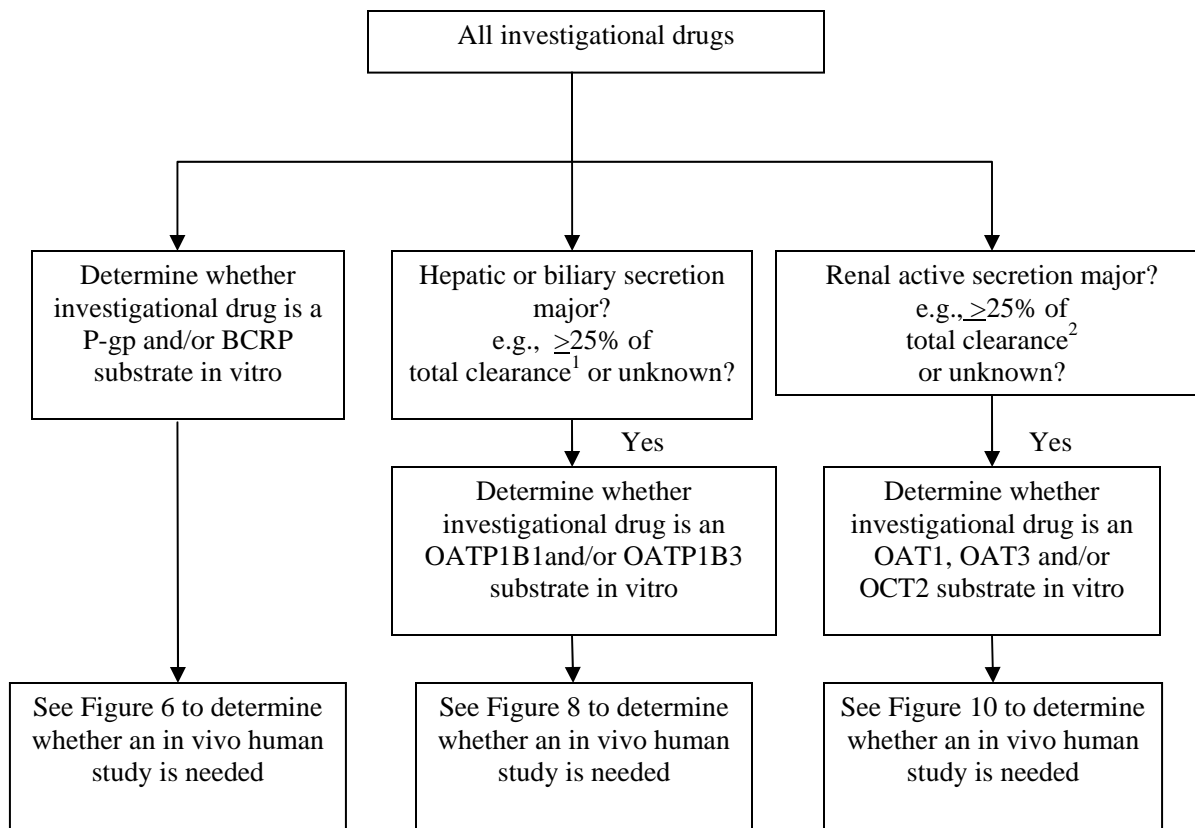 All investigational drugs
Determine whether
investigational drug is a
P-gp and/or BCRP
substrate in vitro
Hepatic or biliary secretion
major?
e.g., ≥25% of
total clearance¹ or unknown?
Renal active secretion major?
e.g., ≥25% of
total clearance²
or unknown?
Yes
Yes
Determine whether
investigational drug is an
OATP1B1and/or OATP1B3
substrate in vitro
Determine whether
investigational drug is an
OAT1, OAT3 and/or
OCT2 substrate in vitro
See Figure 6 to determine
whether an in vivo human
study is needed
See Figure 8 to determine
whether an in vivo human
study is needed
See Figure 10 to determine
whether an in vivo human
study is needed